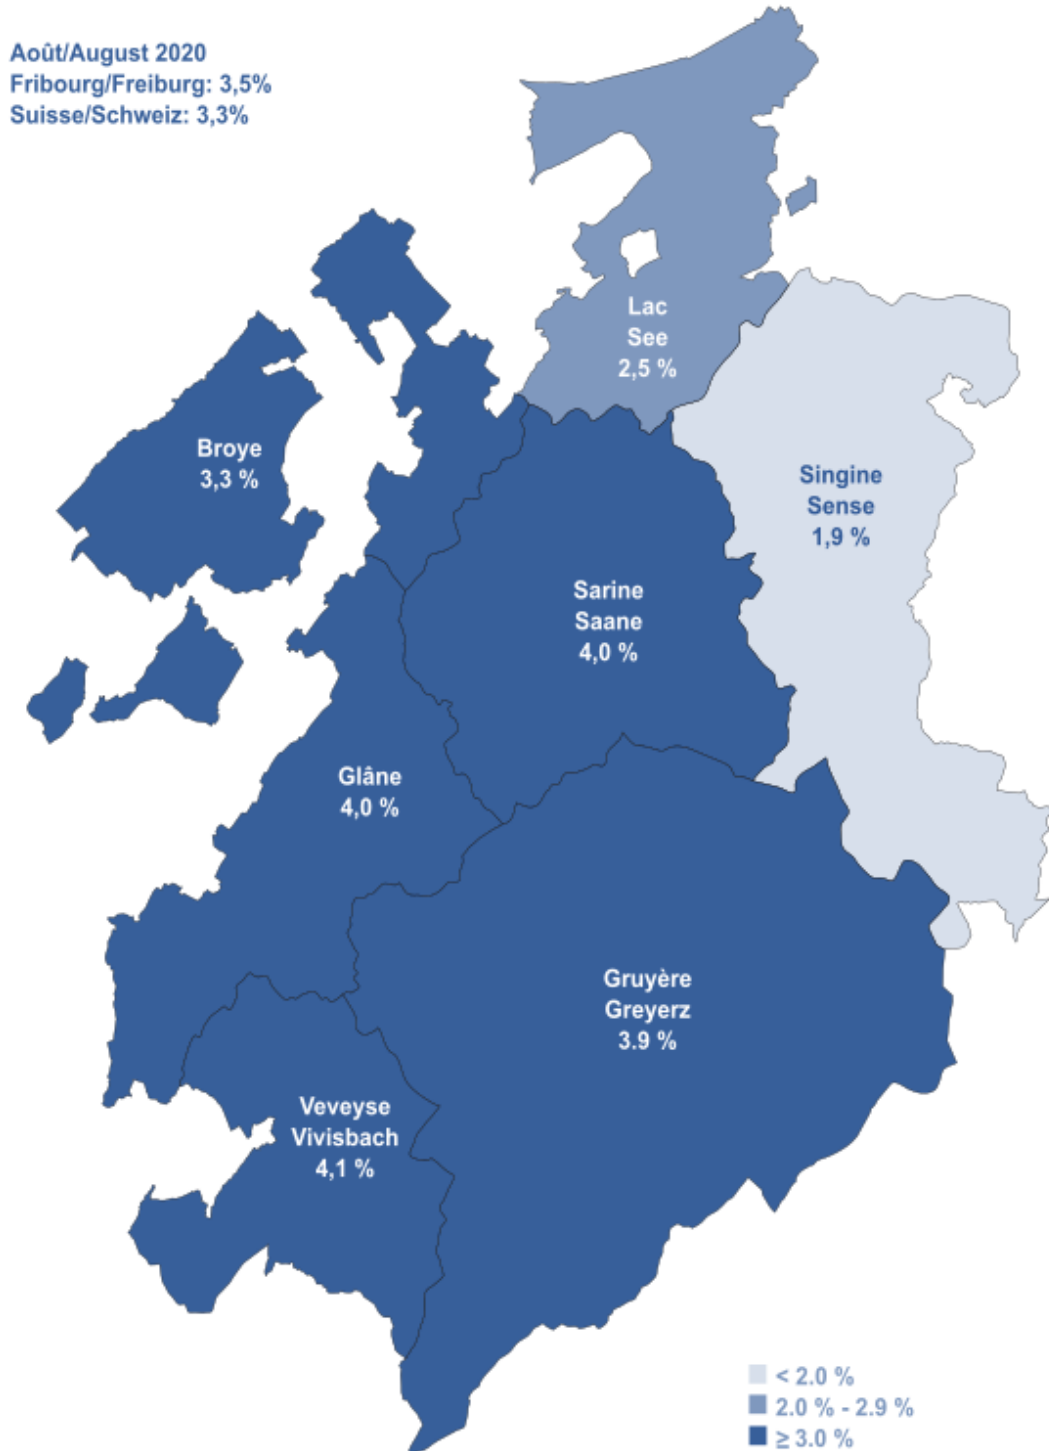 Août/August 2020
Fribourg/Freiburg: 3,5%
Suisse/Schweiz: 3,3%
Lac
See
2,5 %
Broye
3,3 %
Singine
Sense
1,9 %
Sarine
Saane
4,0 %
Glâne
4,0 %
Gruyère
Greyerz
3.9 %
Veveyse
Vivisbach
4,1 %
< 2.0 %
2.0 % - 2.9 %
≥ 3.0 %